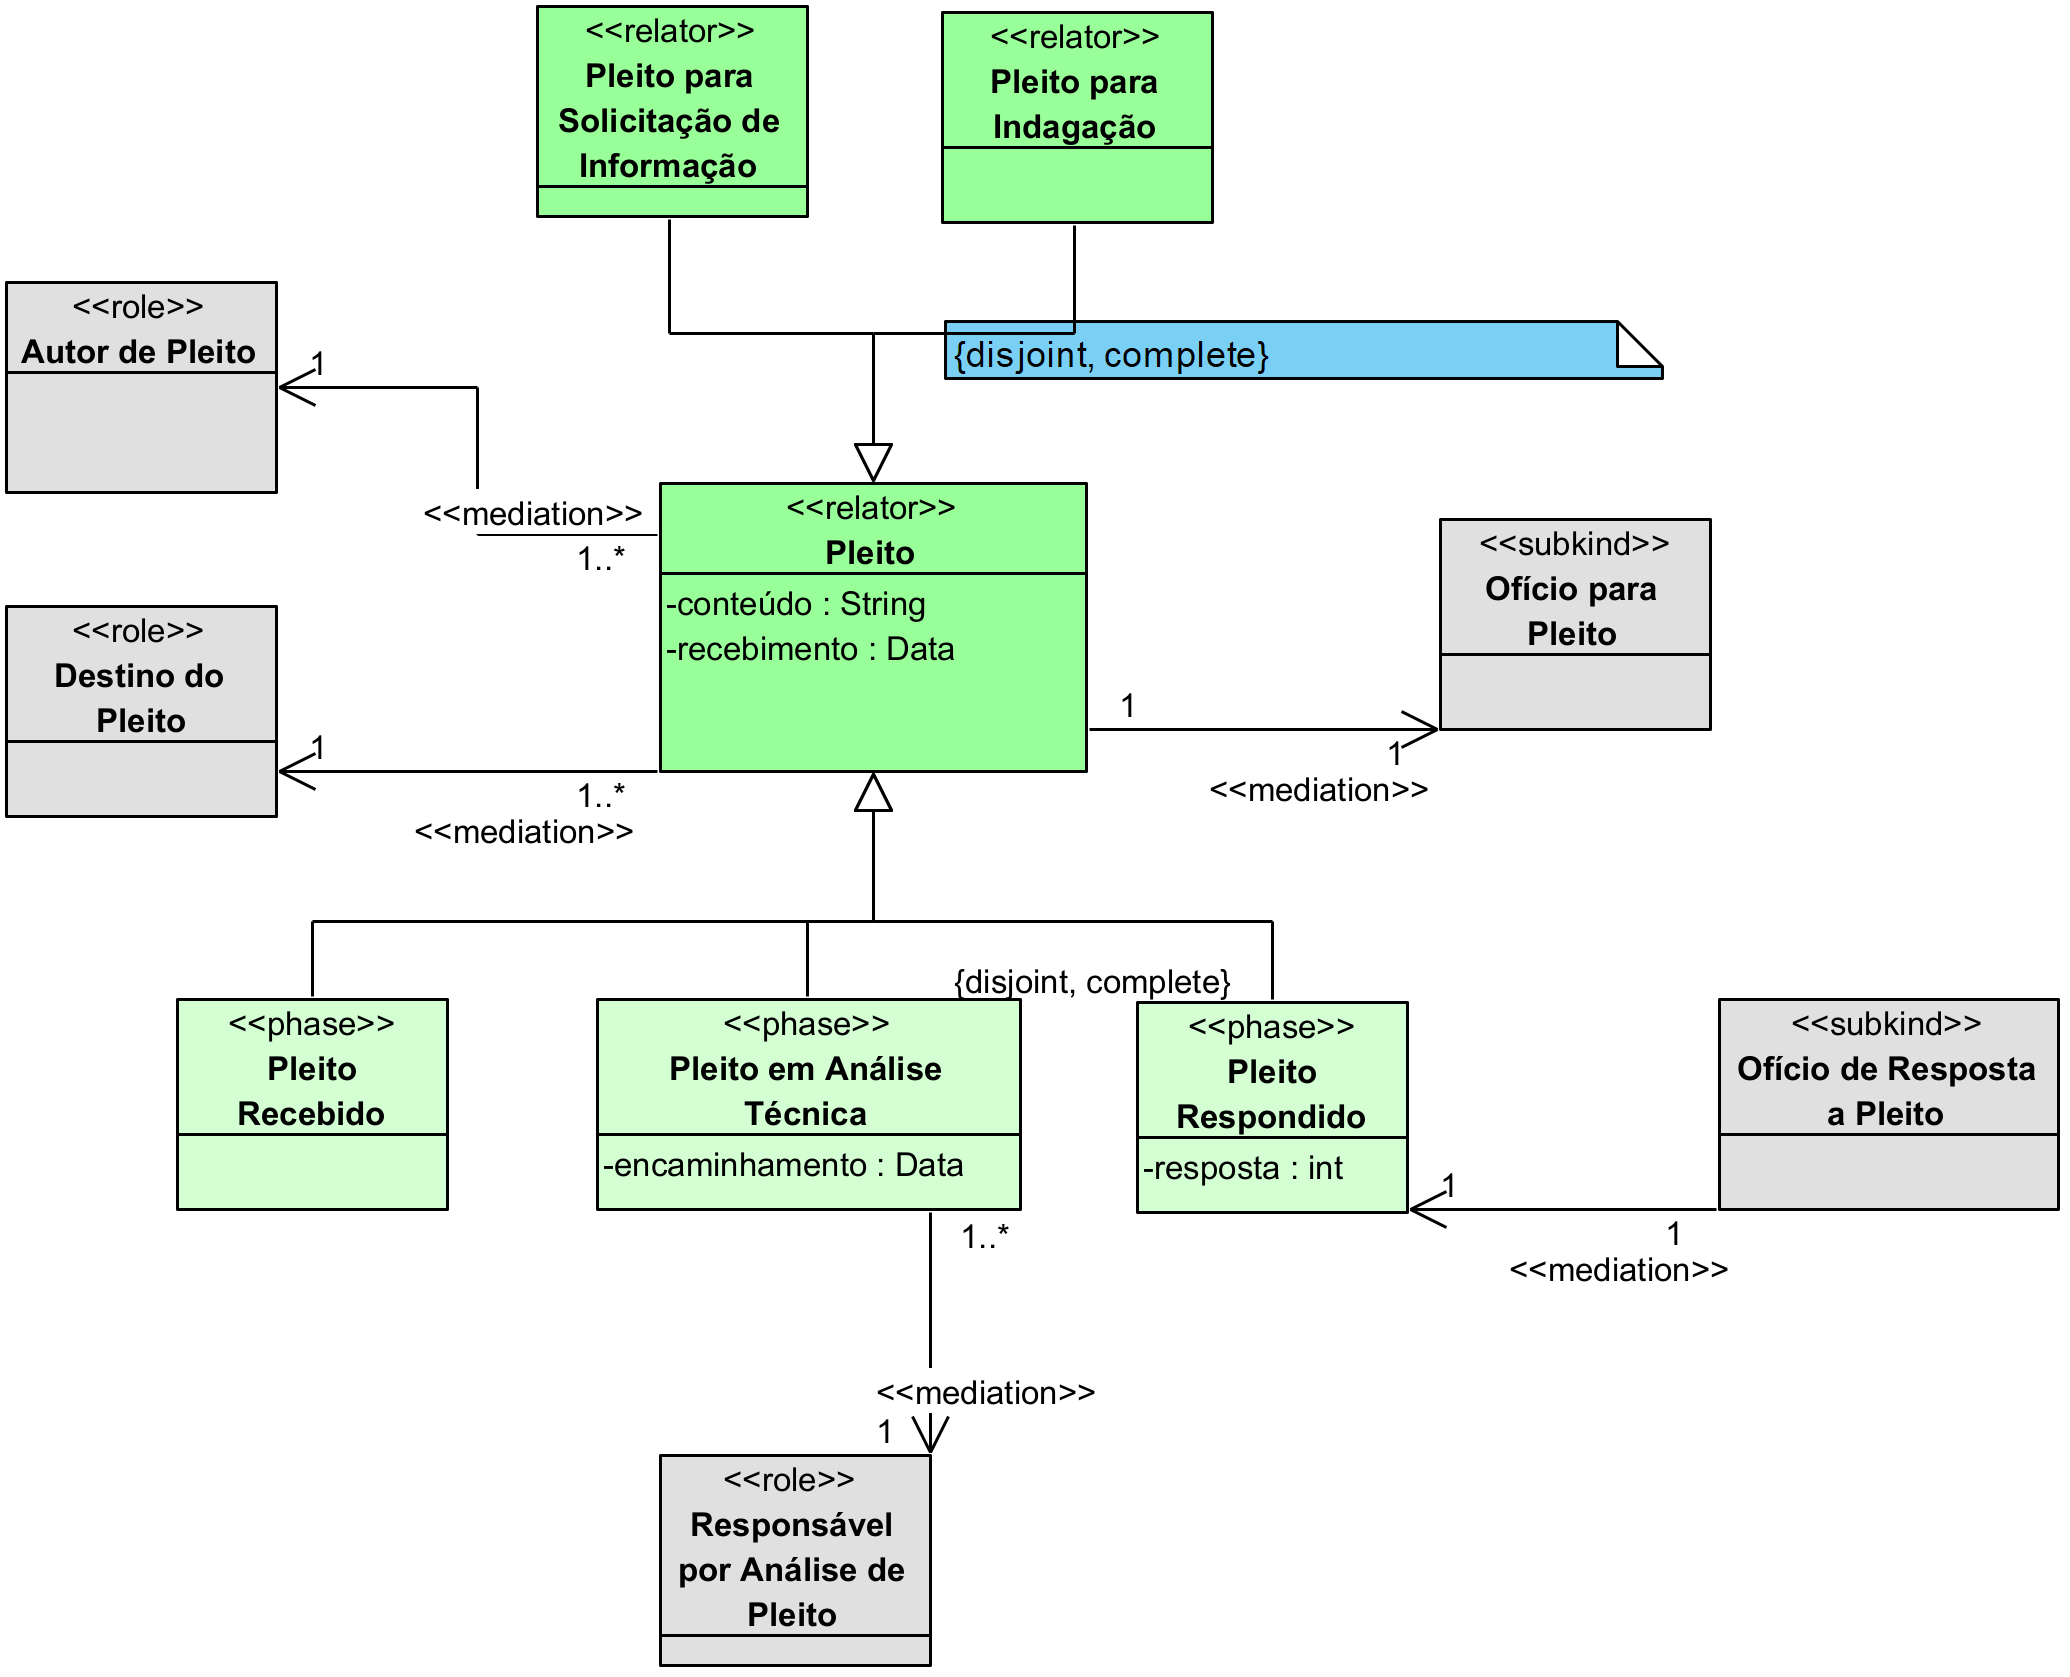 <<relator>>
Pleito para
Solicitação de
Informação
<<relator>>
Pleito para
Indagação
<<role>>
Autor de Pleito
1
{disjoint, complete}
<<mediation>>
1..*
<<relator>>
Pleito
-conteúdo : String
-recebimento : Data
<<subkind>>
Ofício para
Pleito
<<role>>
Destino do
Pleito
1
1..*
<<mediation>>
1
1
<<mediation>>
{disjoint, complete}
<<phase>>
Pleito
Recebido
<<phase>>
Pleito em Análise
Técnica
-encaminhamento : Data
<<phase>>
Pleito
Respondido
-resposta : int
<<subkind>>
Ofício de Resposta
a Pleito
1
1
<<mediation>>
1..*
<<mediation>>
1
<<role>>
Responsável
por Análise de
Pleito